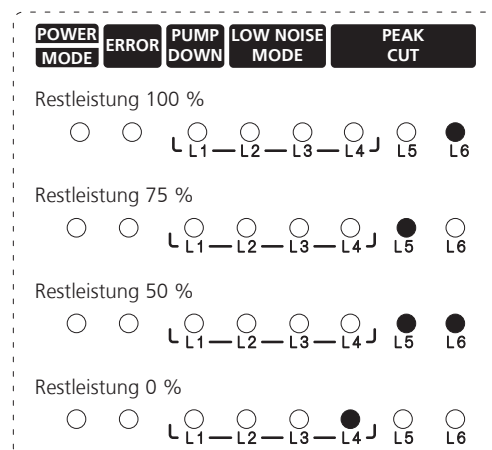 POWER MODE ERROR PUMP DOWN LOW NOISE MODE PEAK CUT
Restleistung 100 %
L1 L2 L3 L4 L5 L6
Restleistung 75 %
L1 L2 L3 L4 L5 L6
Restleistung 50 %
L1 L2 L3 L4 L5 L6
Restleistung 0 %
L1 L2 L3 L4 L5 L6